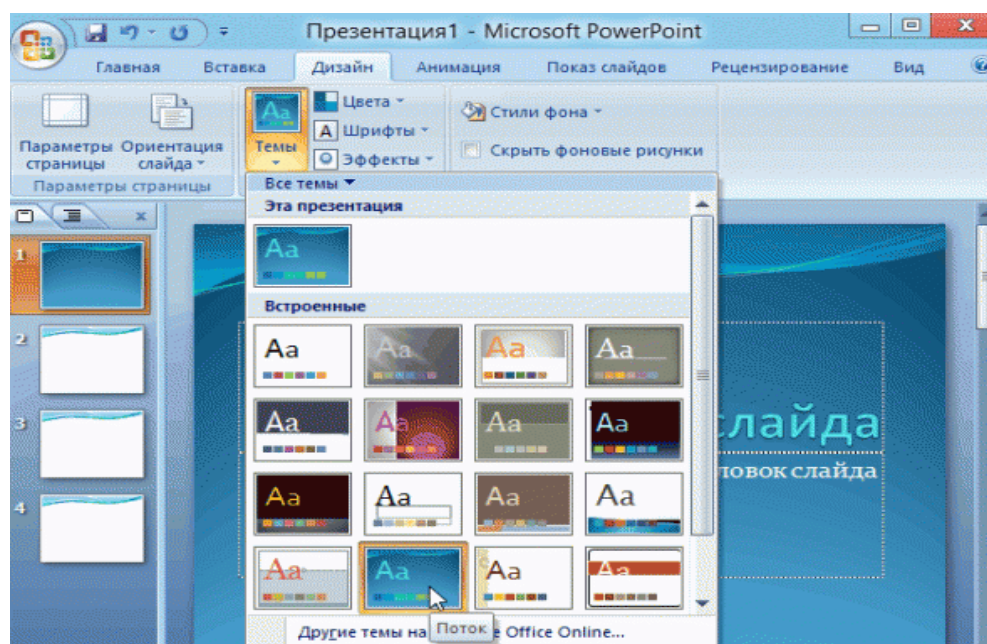 Презентация1 - Microsoft PowerPoint
Главная Вставка Дизайн Анимация Показ слайдов Рецензирование Вид
Параметры страницы
Ориентация слайда
Темы
Цвета
Шрифты
Эффекты
Стили фона
Скрыть фоновые рисунки
Параметры страницы
Все темы
Эта презентация
1
Aa
Встроенные
2
Aa Aa Aa Aa
3
Aa Aa Aa Aa
слайда
ловок слайда
4
Aa Aa Aa Aa
Aa Aa Aa Aa
Поток
Другие темы на Office Online...